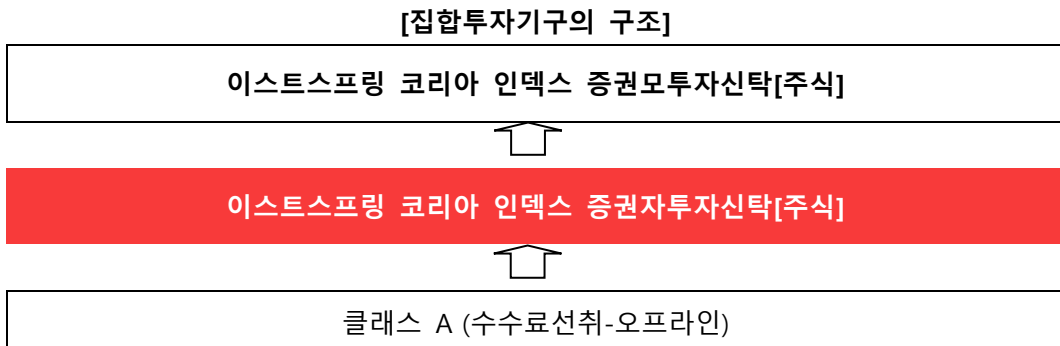 [집합투자기구의 구조]
이스트스프링 코리아 인덱스 증권모투자신탁[주식]
이스트스프링 코리아 인덱스 증권자투자신탁[주식]
클래스 A (수수료선취-오프라인)